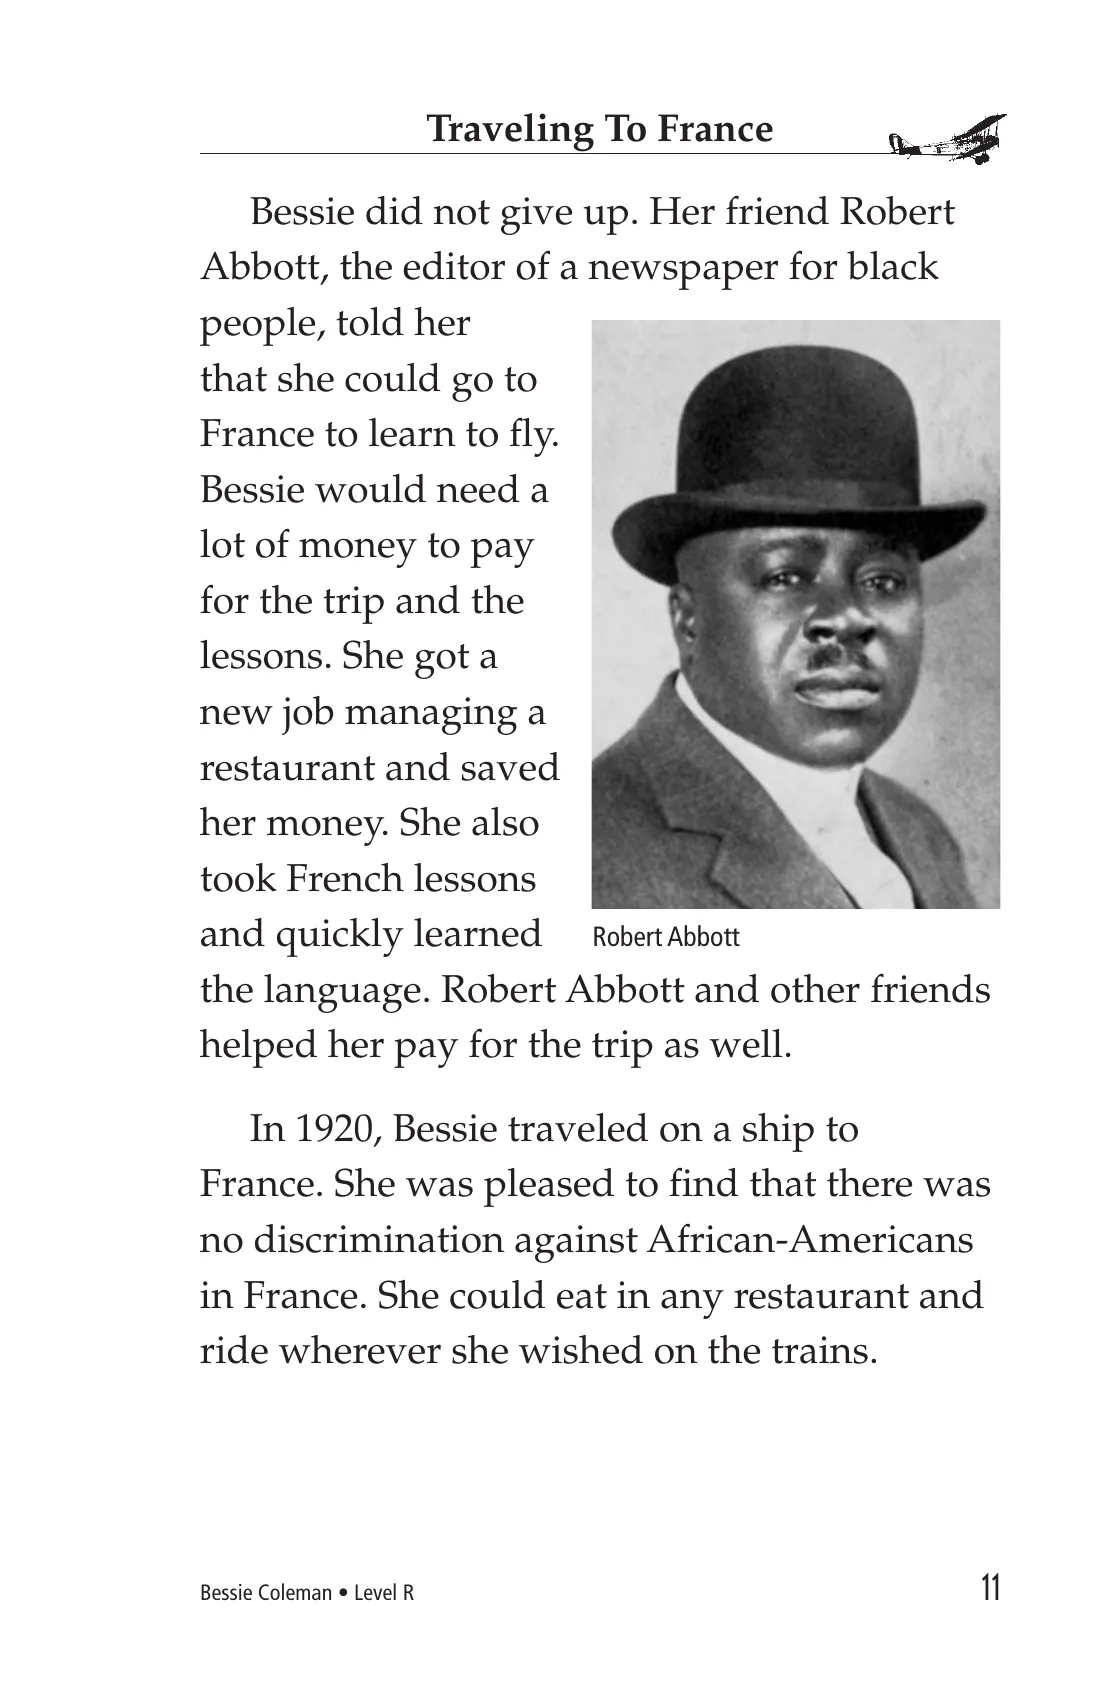 Traveling To France
Bessie did not give up. Her friend Robert
Abbott, the editor of a newspaper for black
people, told her
that she could go to
France to learn to fly.
Bessie would need a
lot of money to pay
for the trip and the
lessons. She got a
new job managing a
restaurant and saved
her money. She also
took French lessons
and quickly learned
the language. Robert Abbott and other friends
helped her pay for the trip as well.
Robert Abbott
In 1920, Bessie traveled on a ship to
France. She was pleased to find that there was
no discrimination against African-Americans
in France. She could eat in any restaurant and
ride wherever she wished on the trains.
Bessie Coleman • Level R
11